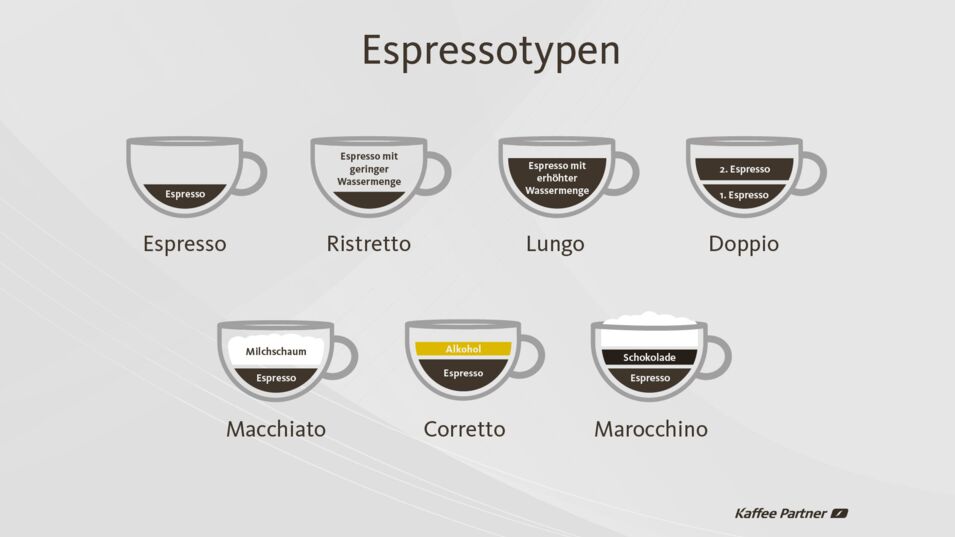 Espressotypen
Espresso
Espresso mit
geringer
Wassermenge
Espresso mit
erhöhter
Wassermenge
2. Espresso
1. Espresso
Espresso
Ristretto
Lungo
Doppio
Milchschaum
Espresso
Alkohol
Espresso
Schokolade
Espresso
Macchiato
Corretto
Marocchino
Kaffee Partner